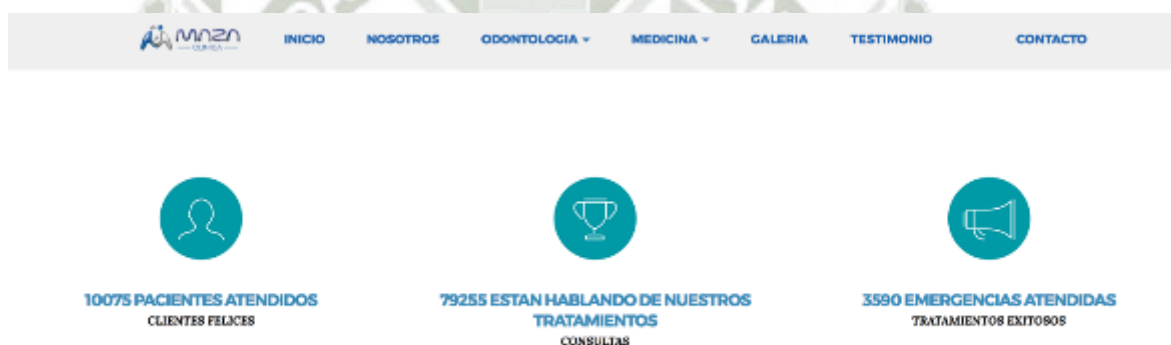 MAZA
CLINICA
INICIO NOSOTROS ODONTOLOGIA MEDICINA GALERIA TESTIMONIO CONTACTO
10075 PACIENTES ATENDIDOS
CLIENTES FELICES
79255 ESTAN HABLANDO DE NUESTROS
TRATAMIENTOS
CONSULTAS
3590 EMERGENCIAS ATENDIDAS
TRATAMIENTOS EXITOSOS